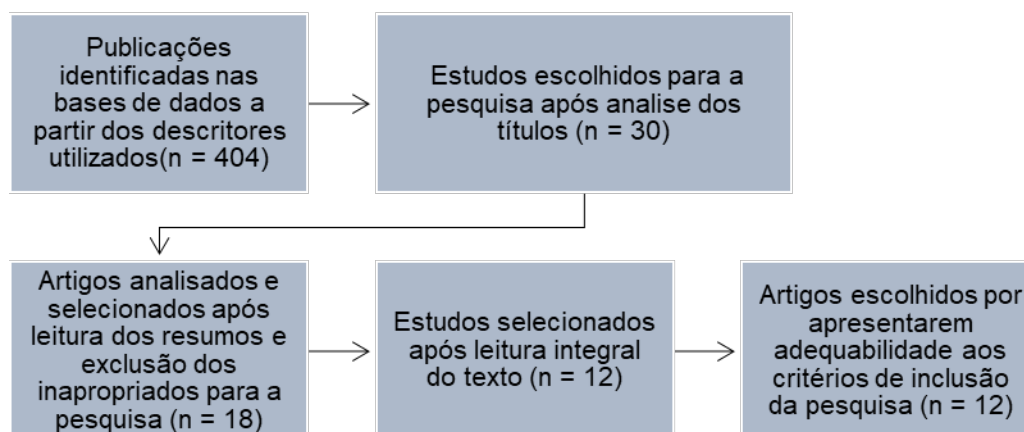 Publicações
identificadas nas
bases de dados a
partir dos descritores
utilizados(n = 404)
Estudos escolhidos para a
pesquisa após analise dos
títulos (n = 30)
Artigos analisados e
selecionados após
leitura dos resumos e
exclusão dos
inapropriados para a
pesquisa (n = 18)
Estudos selecionados
após leitura integral
do texto (n = 12)
Artigos escolhidos por
apresentarem
adequabilidade aos
critérios de inclusão
da pesquisa (n = 12)